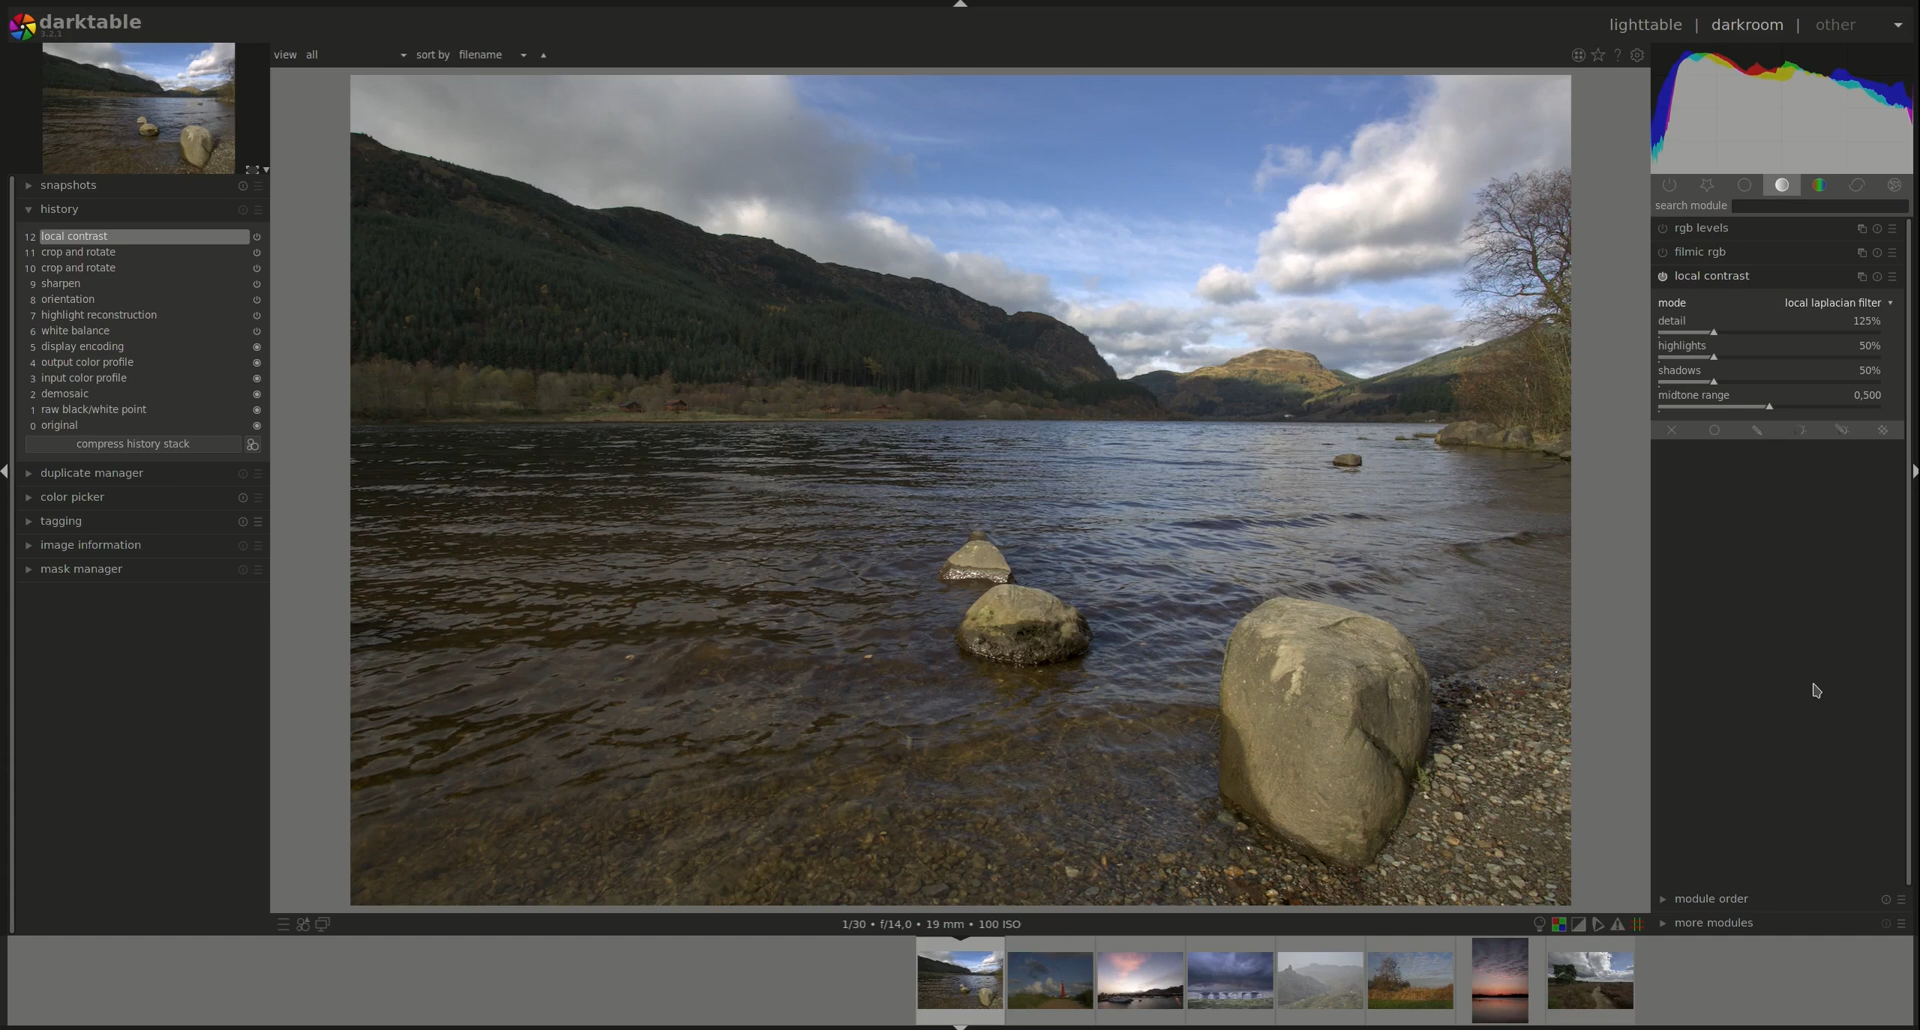 darktable
3.2.1
lighttable | darkroom | other
view all sort by filename
snapshots
history
12 local contrast
11 crop and rotate
10 crop and rotate
9 sharpen
8 orientation
7 highlight reconstruction
6 white balance
5 display encoding
4 output color profile
3 input color profile
2 demosaic
1 raw black/white point
0 original
compress history stack
duplicate manager
color picker
tagging
image information
mask manager
1/30 • f/14,0 • 19 mm • 100 ISO
search module
rgb levels
filmic rgb
local contrast
mode local laplacian filter
detail 125%
highlights 50%
shadows 50%
midtone range 0,500
module order
more modules